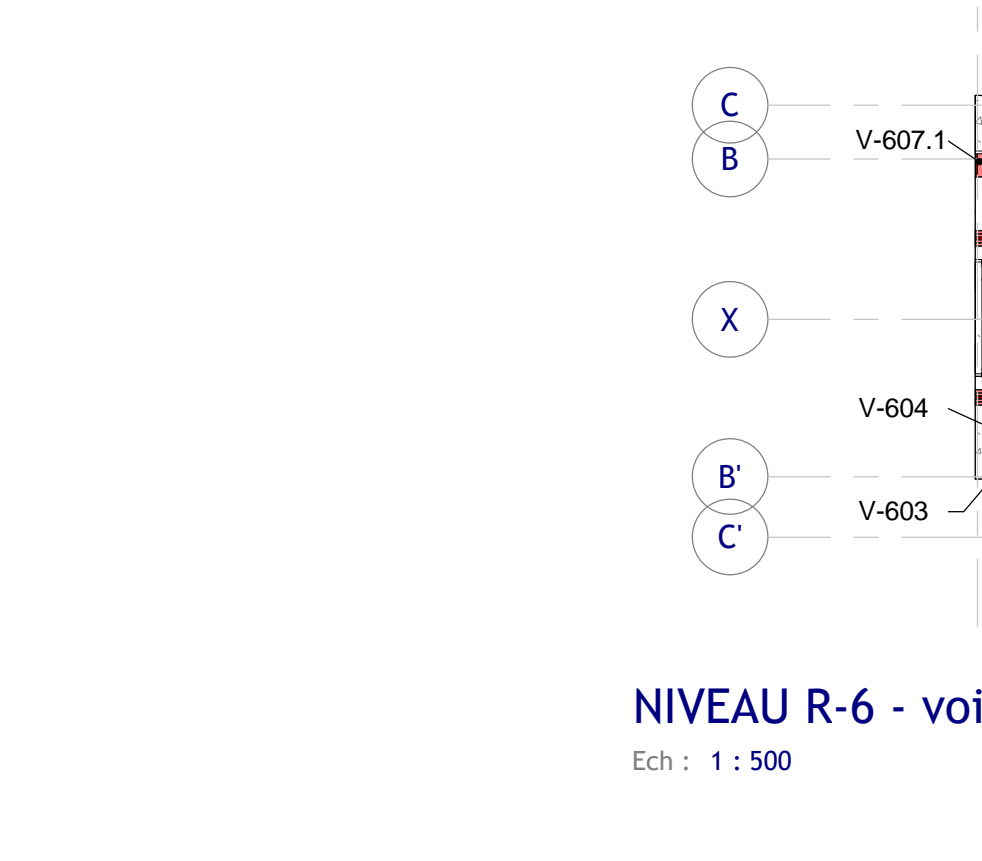 C
V-607.1
B
X
V-604
B'
V-603
C'
NIVEAU R-6 - voi
Ech : 1 : 500